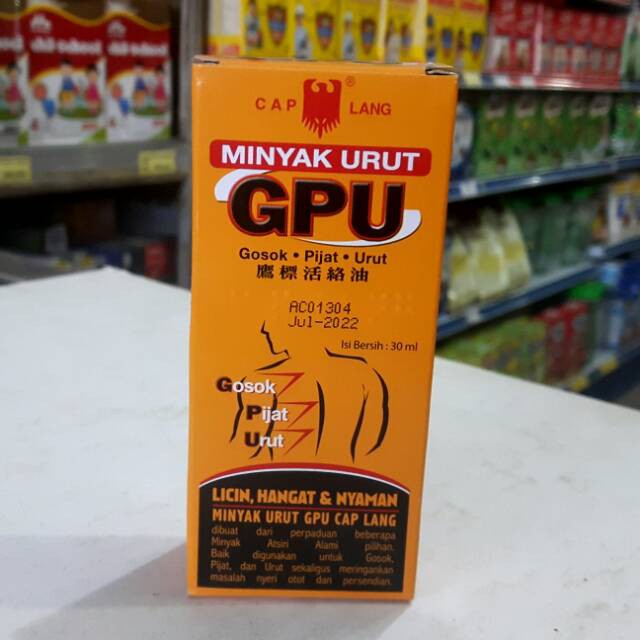 CAP LANG
®
MINYAK URUT
GPU
Gosok • Pijat • Urut
鷹標活絡油
AC01304
Jul-2022
Isi Bersih : 30 ml
Gosok
Pijat
Urut
LICIN, HANGAT & NYAMAN
MINYAK URUT GPU CAP LANG
dibuat dari perpaduan beberapa
Minyak Atsiri Alami pilihan.
Baik digunakan untuk Gosok,
Pijat, dan Urut sekaligus meringankan
masalah nyeri otot dan persendian.